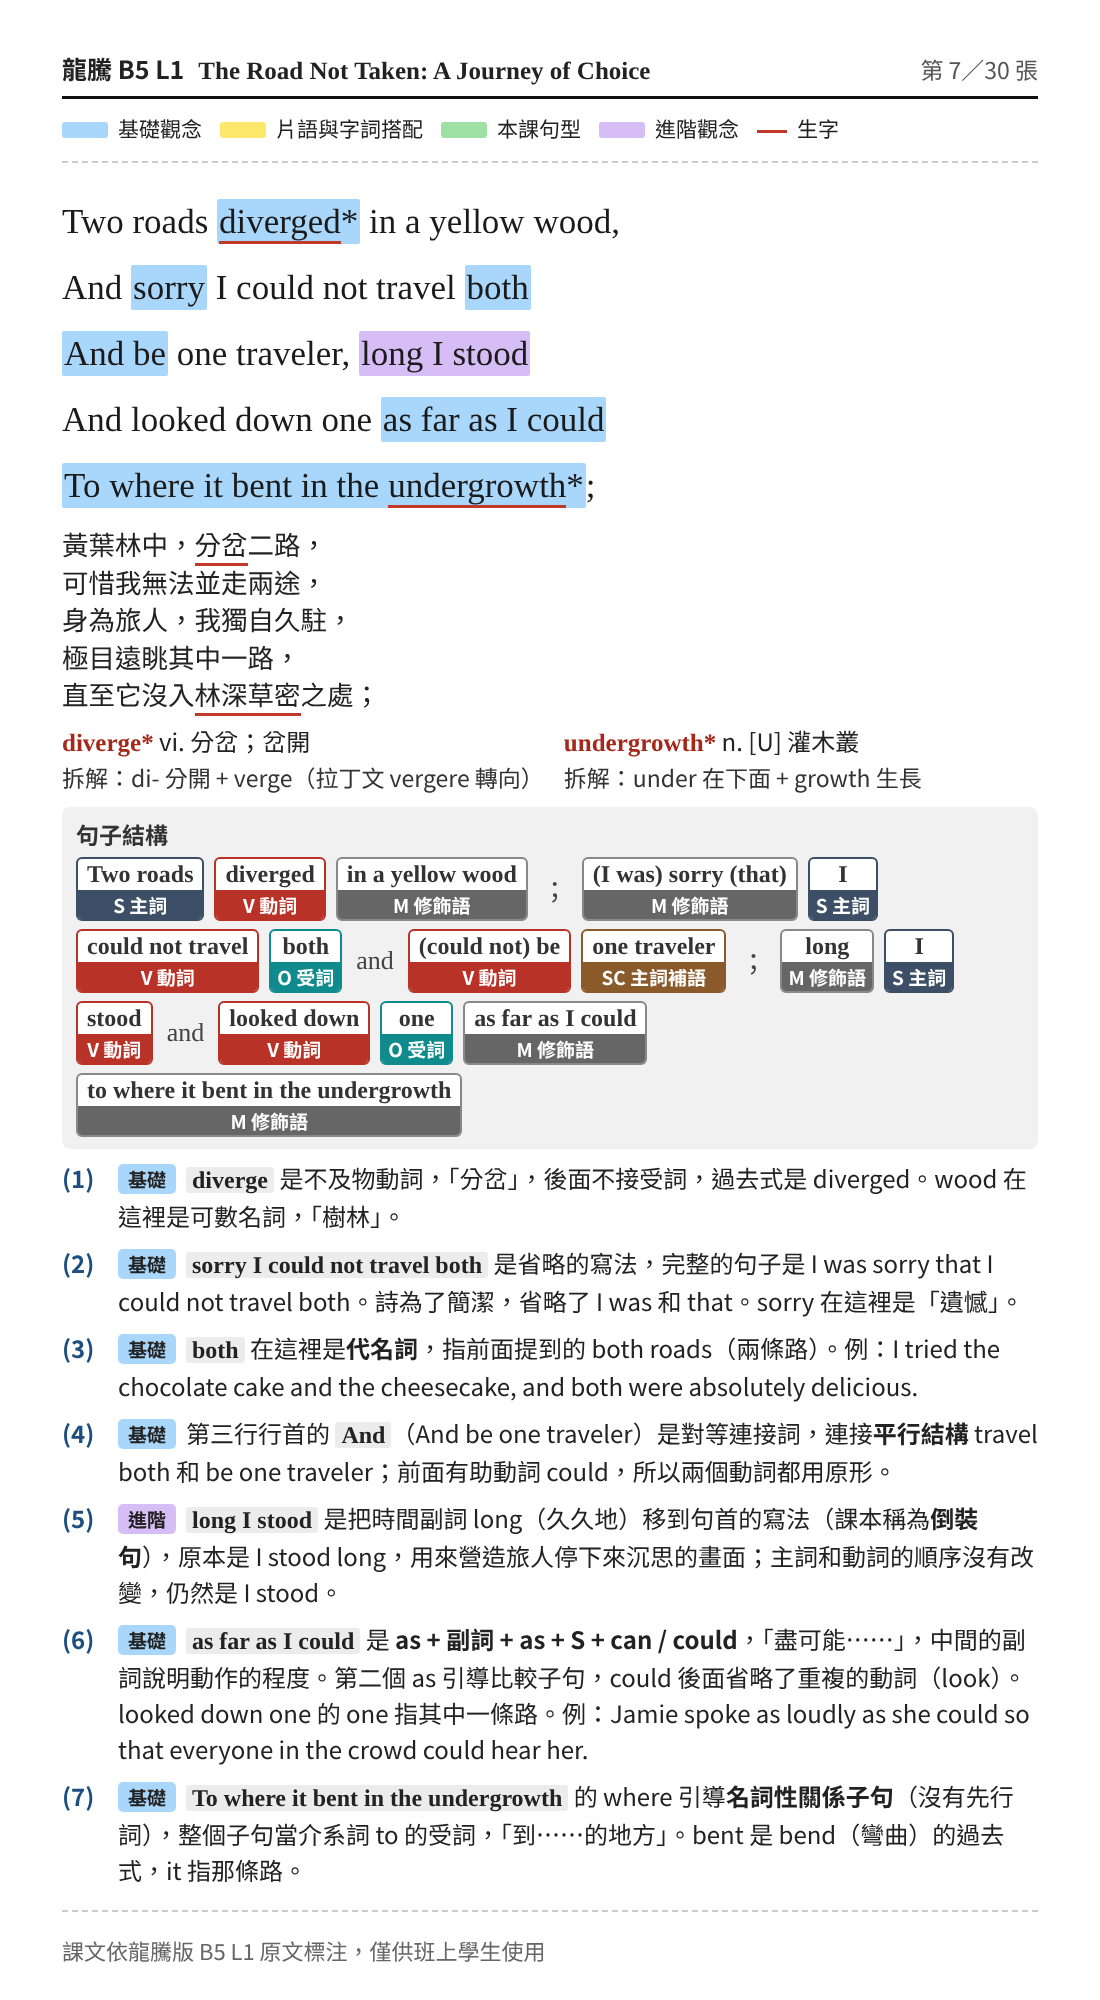 龍騰 B5 L1 The Road Not Taken: A Journey of Choice 第 7／30 張
基礎觀念 片語與字詞搭配 本課句型 進階觀念 生字
Two roads diverged* in a yellow wood,
And sorry I could not travel both
And be one traveler, long I stood
And looked down one as far as I could
To where it bent in the undergrowth*;
黃葉林中，分岔二路，
可惜我無法並走兩途，
身為旅人，我獨自久駐，
極目遠眺其中一路，
直至它沒入林深草密之處；
diverge* vi. 分岔；岔開 undergrowth* n. [U] 灌木叢
拆解：di- 分開 + verge（拉丁文 vergere 轉向） 拆解：under 在下面 + growth 生長
句子結構
Two roads diverged in a yellow wood ； (I was) sorry (that) I
S 主詞 V 動詞 M 修飾語 M 修飾語 S 主詞
could not travel both and (could not) be one traveler ； long I
V 動詞 O 受詞 V 動詞 SC 主詞補語 M 修飾語 S 主詞
stood and looked down one as far as I could
V 動詞 V 動詞 O 受詞 M 修飾語
to where it bent in the undergrowth
M 修飾語
(1) 基礎 diverge 是不及物動詞，「分岔」，後面不接受詞，過去式是 diverged。wood 在
這裡是可數名詞，「樹林」。
(2) 基礎 sorry I could not travel both 是省略的寫法，完整的句子是 I was sorry that I
could not travel both。詩為了簡潔，省略了 I was 和 that。sorry 在這裡是「遺憾」。
(3) 基礎 both 在這裡是代名詞，指前面提到的 both roads（兩條路）。例：I tried the
chocolate cake and the cheesecake, and both were absolutely delicious.
(4) 基礎 第三行行首的 And（And be one traveler）是對等連接詞，連接平行結構 travel
both 和 be one traveler；前面有助動詞 could，所以兩個動詞都用原形。
(5) 進階 long I stood 是把時間副詞 long（久久地）移到句首的寫法（課本稱為倒裝
句），原本是 I stood long，用來營造旅人停下來沉思的畫面；主詞和動詞的順序沒有改
變，仍然是 I stood。
(6) 基礎 as far as I could 是 as + 副詞 + as + S + can / could，「盡可能……」，中間的副
詞說明動作的程度。第二個 as 引導比較子句，could 後面省略了重複的動詞（look）。
looked down one 的 one 指其中一條路。例：Jamie spoke as loudly as she could so
that everyone in the crowd could hear her.
(7) 基礎 To where it bent in the undergrowth 的 where 引導名詞性關係子句（沒有先行
詞），整個子句當介系詞 to 的受詞，「到……的地方」。bent 是 bend（彎曲）的過去
式，it 指那條路。
課文依龍騰版 B5 L1 原文標注，僅供班上學生使用